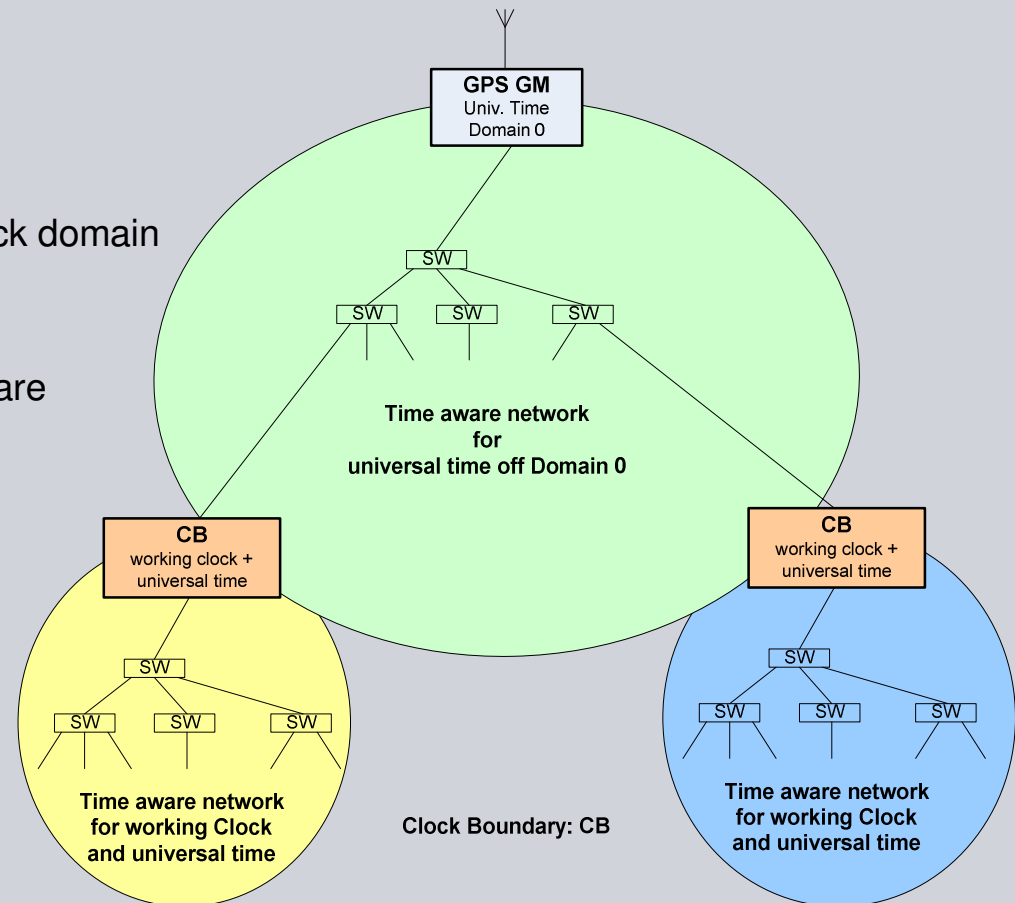 GPS GM
Univ. Time
Domain 0
ck domain
SW
SW
SW
SW
are
Time aware network
for
universal time off Domain 0
CB
working clock +
universal time
CB
working clock +
universal time
SW
SW
SW
SW
Time aware network
for working Clock
and universal time
Clock Boundary: CB
SW
SW
SW
SW
Time aware network
for working Clock
and universal time